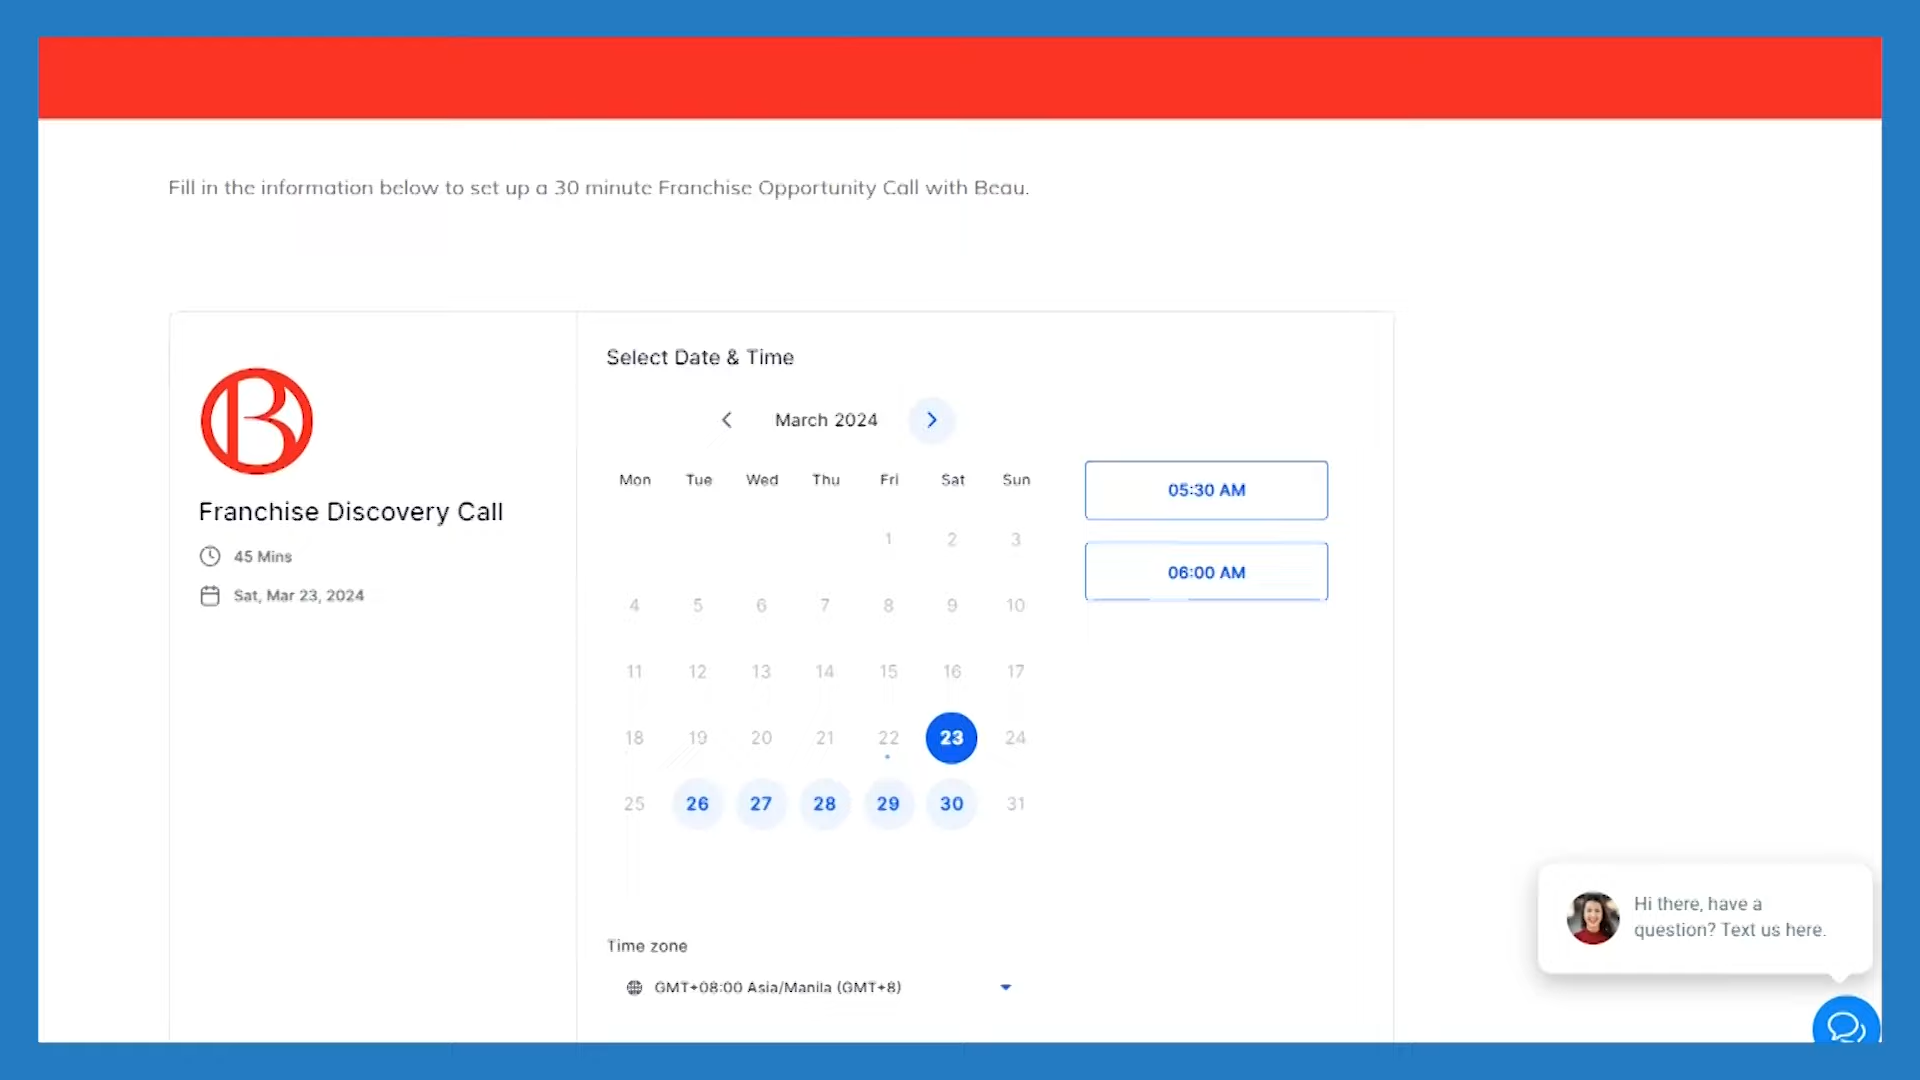 Fill in the information below to set up a 30 minute Franchise Opportunity Call with Beau.
B
Franchise Discovery Call
45 Mins
Sat, Mar 23, 2024
Select Date & Time
March 2024
Mon Tue Wed Thu Fri Sat Sun
1 2 3
4 5 6 7 8 9 10
11 12 13 14 15 16 17
18 19 20 21 22 23 24
25 26 27 28 29 30 31
05:30 AM
06:00 AM
Time zone
GMT+08:00 Asia/Manila (GMT+8)
Hi there, have a
question? Text us here.